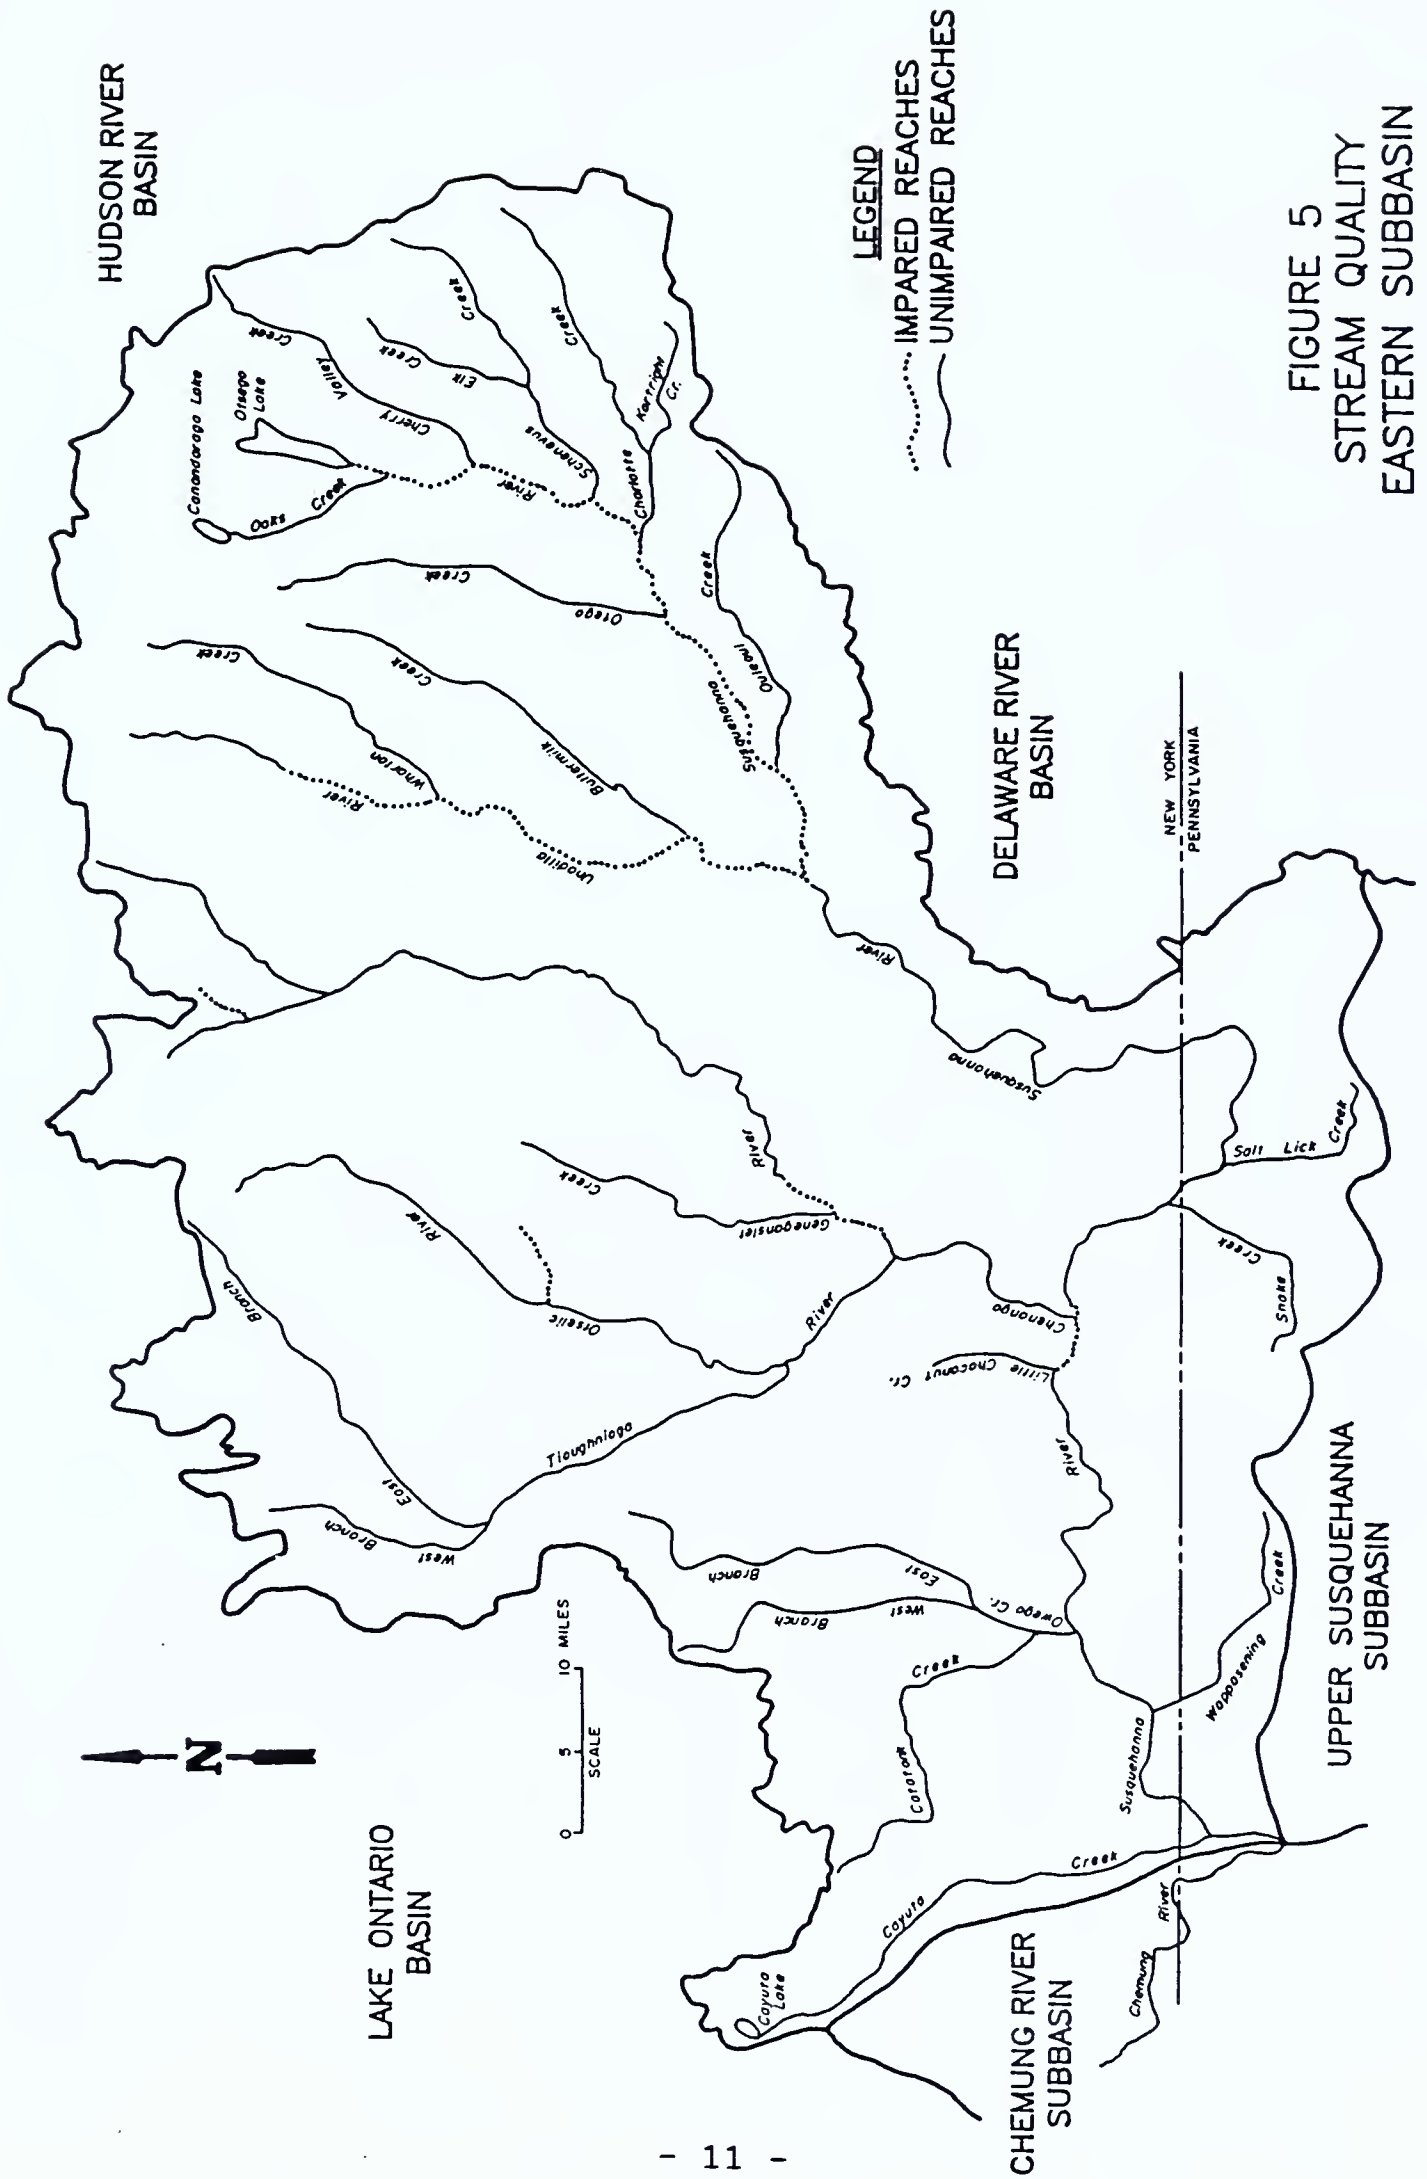 HUDSON RIVER
BASIN
Canandarago Lake
Otsego
Lake
Oaks Creek
Cherry Valley Creek
Elk Creek
Schenevus Creek
Charlotte Creek
Kortright
Cr.
River
Otego Creek
Ouleout Creek
Susquehanna
Wharton Creek
Butternut Creek
Unadilla River
LEGEND
IMPARED REACHES
UNIMPAIRED REACHES
DELAWARE RIVER
BASIN
NEW YORK
PENNSYLVANIA
Susquehanna River
Salt Lick Creek
Snake Creek
River
Geneganslet Creek
Chenango
Otselic River
East Branch
West Branch
Tioughnioga River
Little
Choconut Cr.
River
East Branch
West Branch
Owego Cr.
Catatonk Creek
Wappasening Creek
Susquehanna
Cayuta Creek
Cayuta
Lake
Chemung River
N
0 5 10 MILES
SCALE
LAKE ONTARIO
BASIN
CHEMUNG RIVER
SUBBASIN
UPPER SUSQUEHANNA
SUBBASIN
FIGURE 5
STREAM QUALITY
EASTERN SUBBASIN
- 11 -